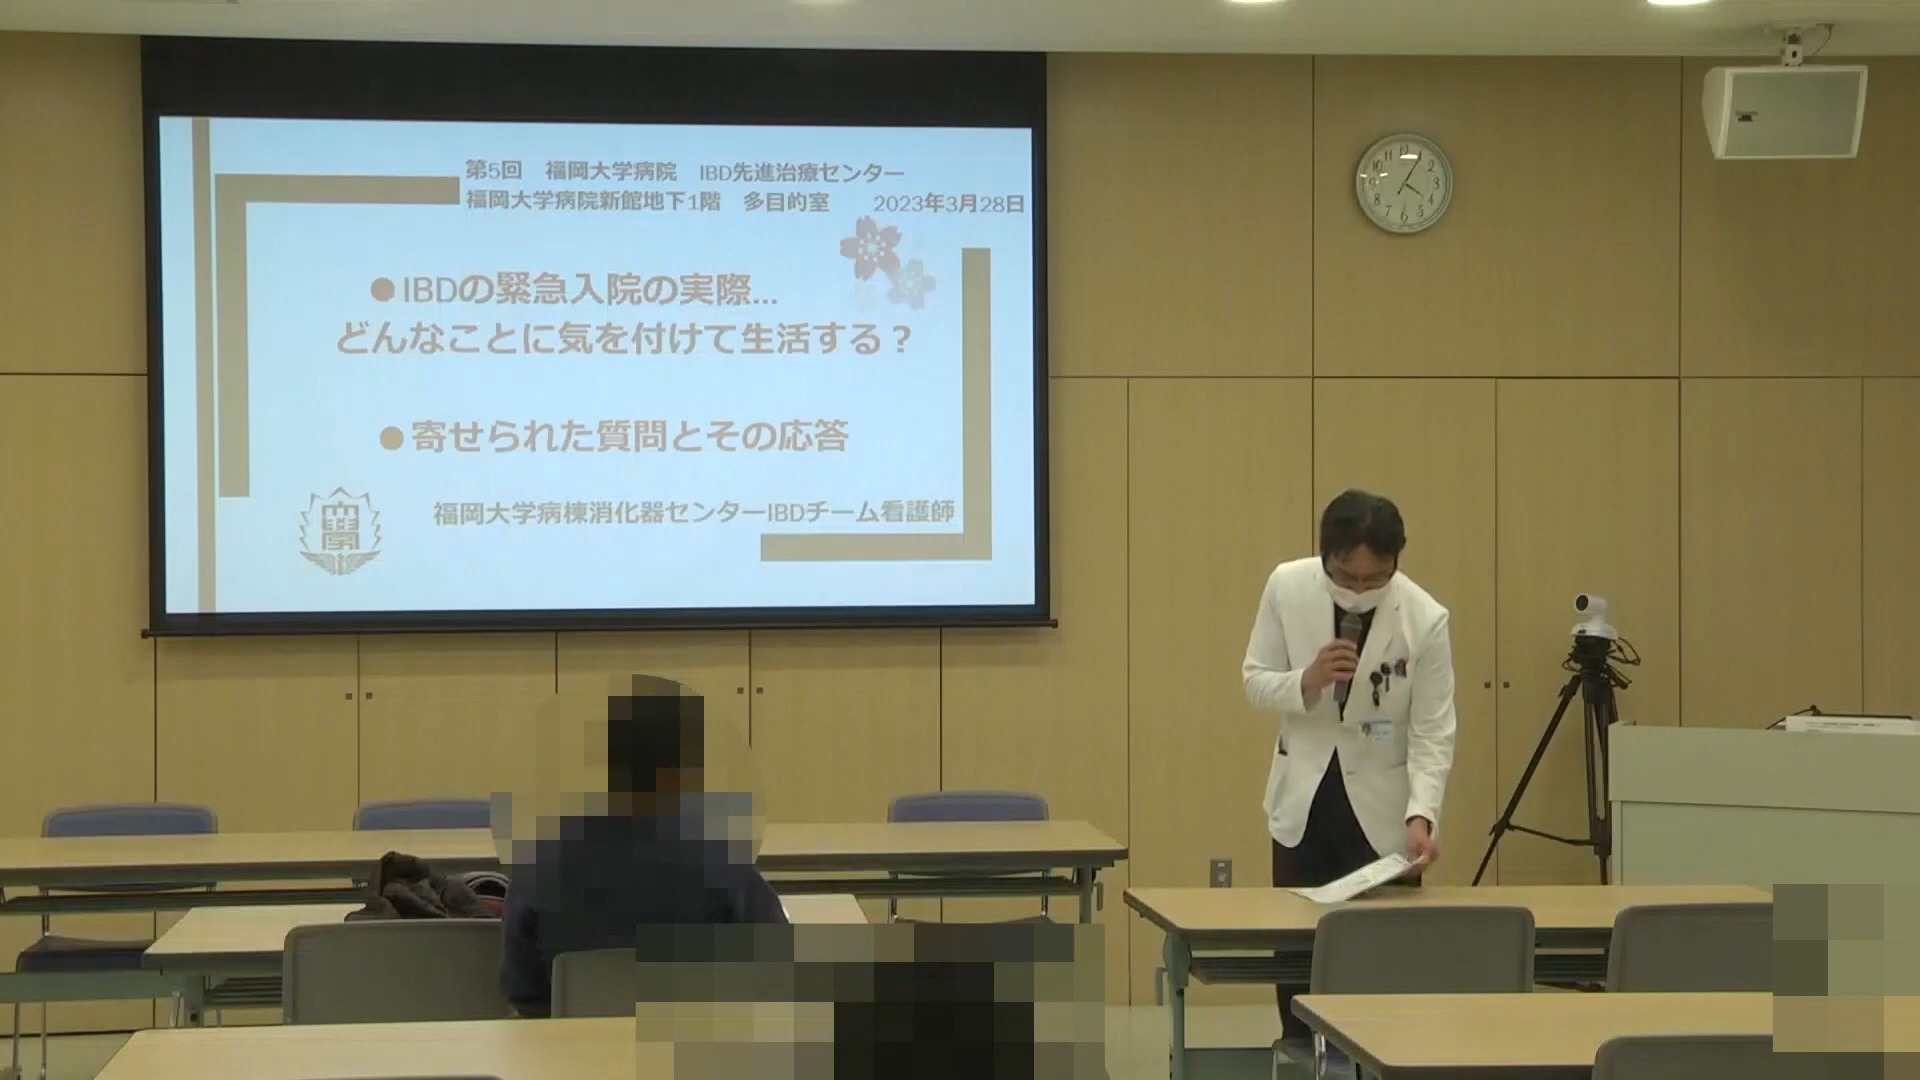 第5回　福岡大学病院　IBD先進治療センター
福岡大学病院新館地下1階　多目的室　2023年3月28日
●IBDの緊急入院の実際...
どんなことに気を付けて生活する？
●寄せられた質問とその応答
福岡大学病棟消化器センターIBDチーム看護師